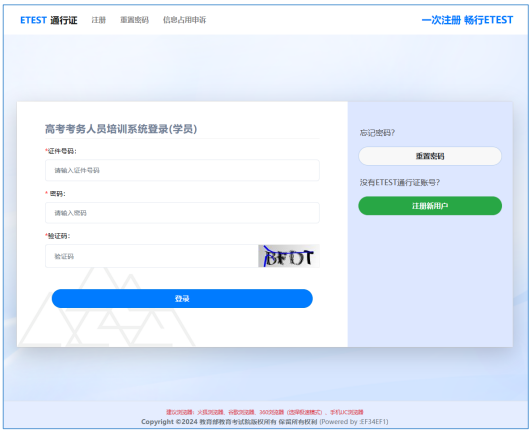 ETEST 通行证 注册 重置密码 信息占用申诉 一次注册 畅行ETEST
高考考务人员培训系统登录(学员)
*证件号码:
请输入证件号码
* 密码:
请输入密码
*验证码:
验证码 BFDT
登录
忘记密码?
重置密码
没有ETEST通行证账号?
注册新用户
建议浏览器：火狐浏览器、谷歌浏览器、360浏览器（选择极速模式）、手机UC浏览器
Copyright ©2024 教育部教育考试院版权所有 保留所有权利 (Powered by :EF34EF1)